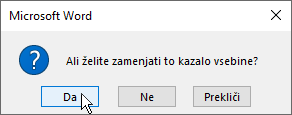 Microsoft Word
Ali želite zamenjati to kazalo vsebine?
Da
Ne
Prekliči